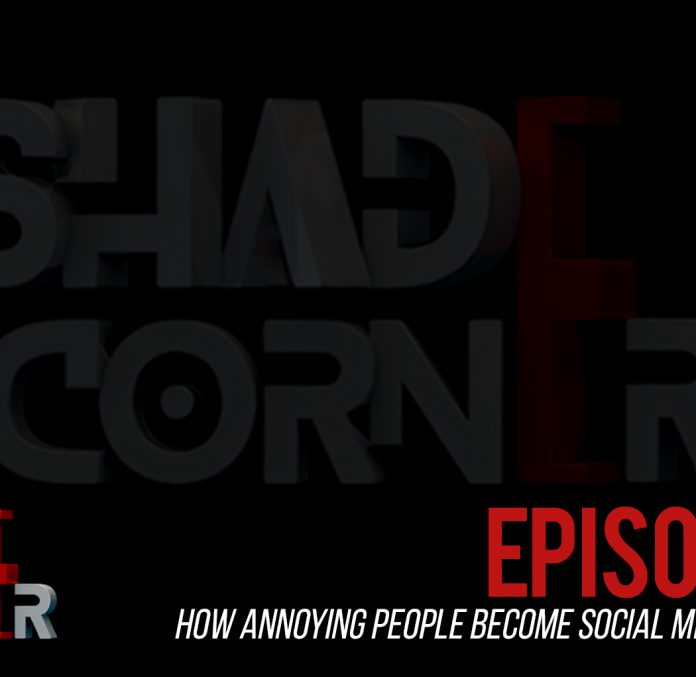 SHADE
CORNER
EPISO
R
HOW ANNOYING PEOPLE BECOME SOCIAL M